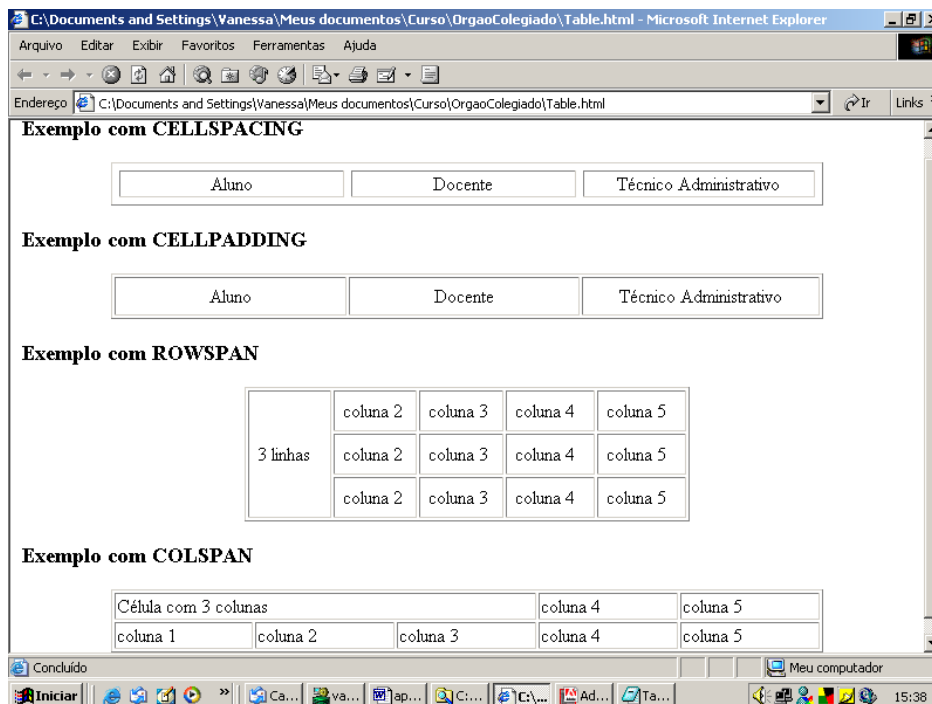 C:\Documents and Settings\Vanessa\Meus documentos\Curso\OrgaoColegiado\Table.html - Microsoft Internet Explorer
Arquivo Editar Exibir Favoritos Ferramentas Ajuda
Endereço C:\Documents and Settings\Vanessa\Meus documentos\Curso\OrgaoColegiado\Table.html Ir Links
Exemplo com CELLSPACING
Aluno Docente Técnico Administrativo
Exemplo com CELLPADDING
Aluno Docente Técnico Administrativo
Exemplo com ROWSPAN
coluna 2 coluna 3 coluna 4 coluna 5
3 linhas coluna 2 coluna 3 coluna 4 coluna 5
coluna 2 coluna 3 coluna 4 coluna 5
Exemplo com COLSPAN
Célula com 3 colunas coluna 4 coluna 5
coluna 1 coluna 2 coluna 3 coluna 4 coluna 5
Concluído Meu computador
Iniciar » Ca... va... ap... C:... C:\... Ad... Ta... 15:38